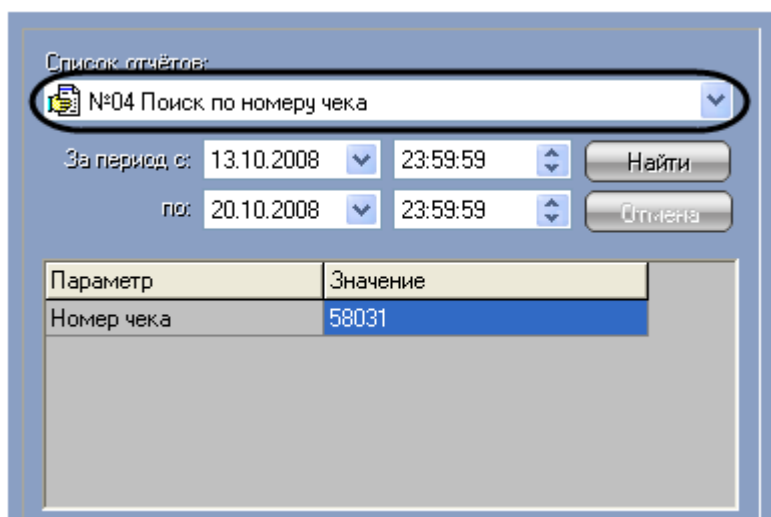 Список отчётов:
№04 Поиск по номеру чека
За период с: 13.10.2008 23:59:59 Найти
по: 20.10.2008 23:59:59 Отмена
Параметр Значение
Номер чека 58031